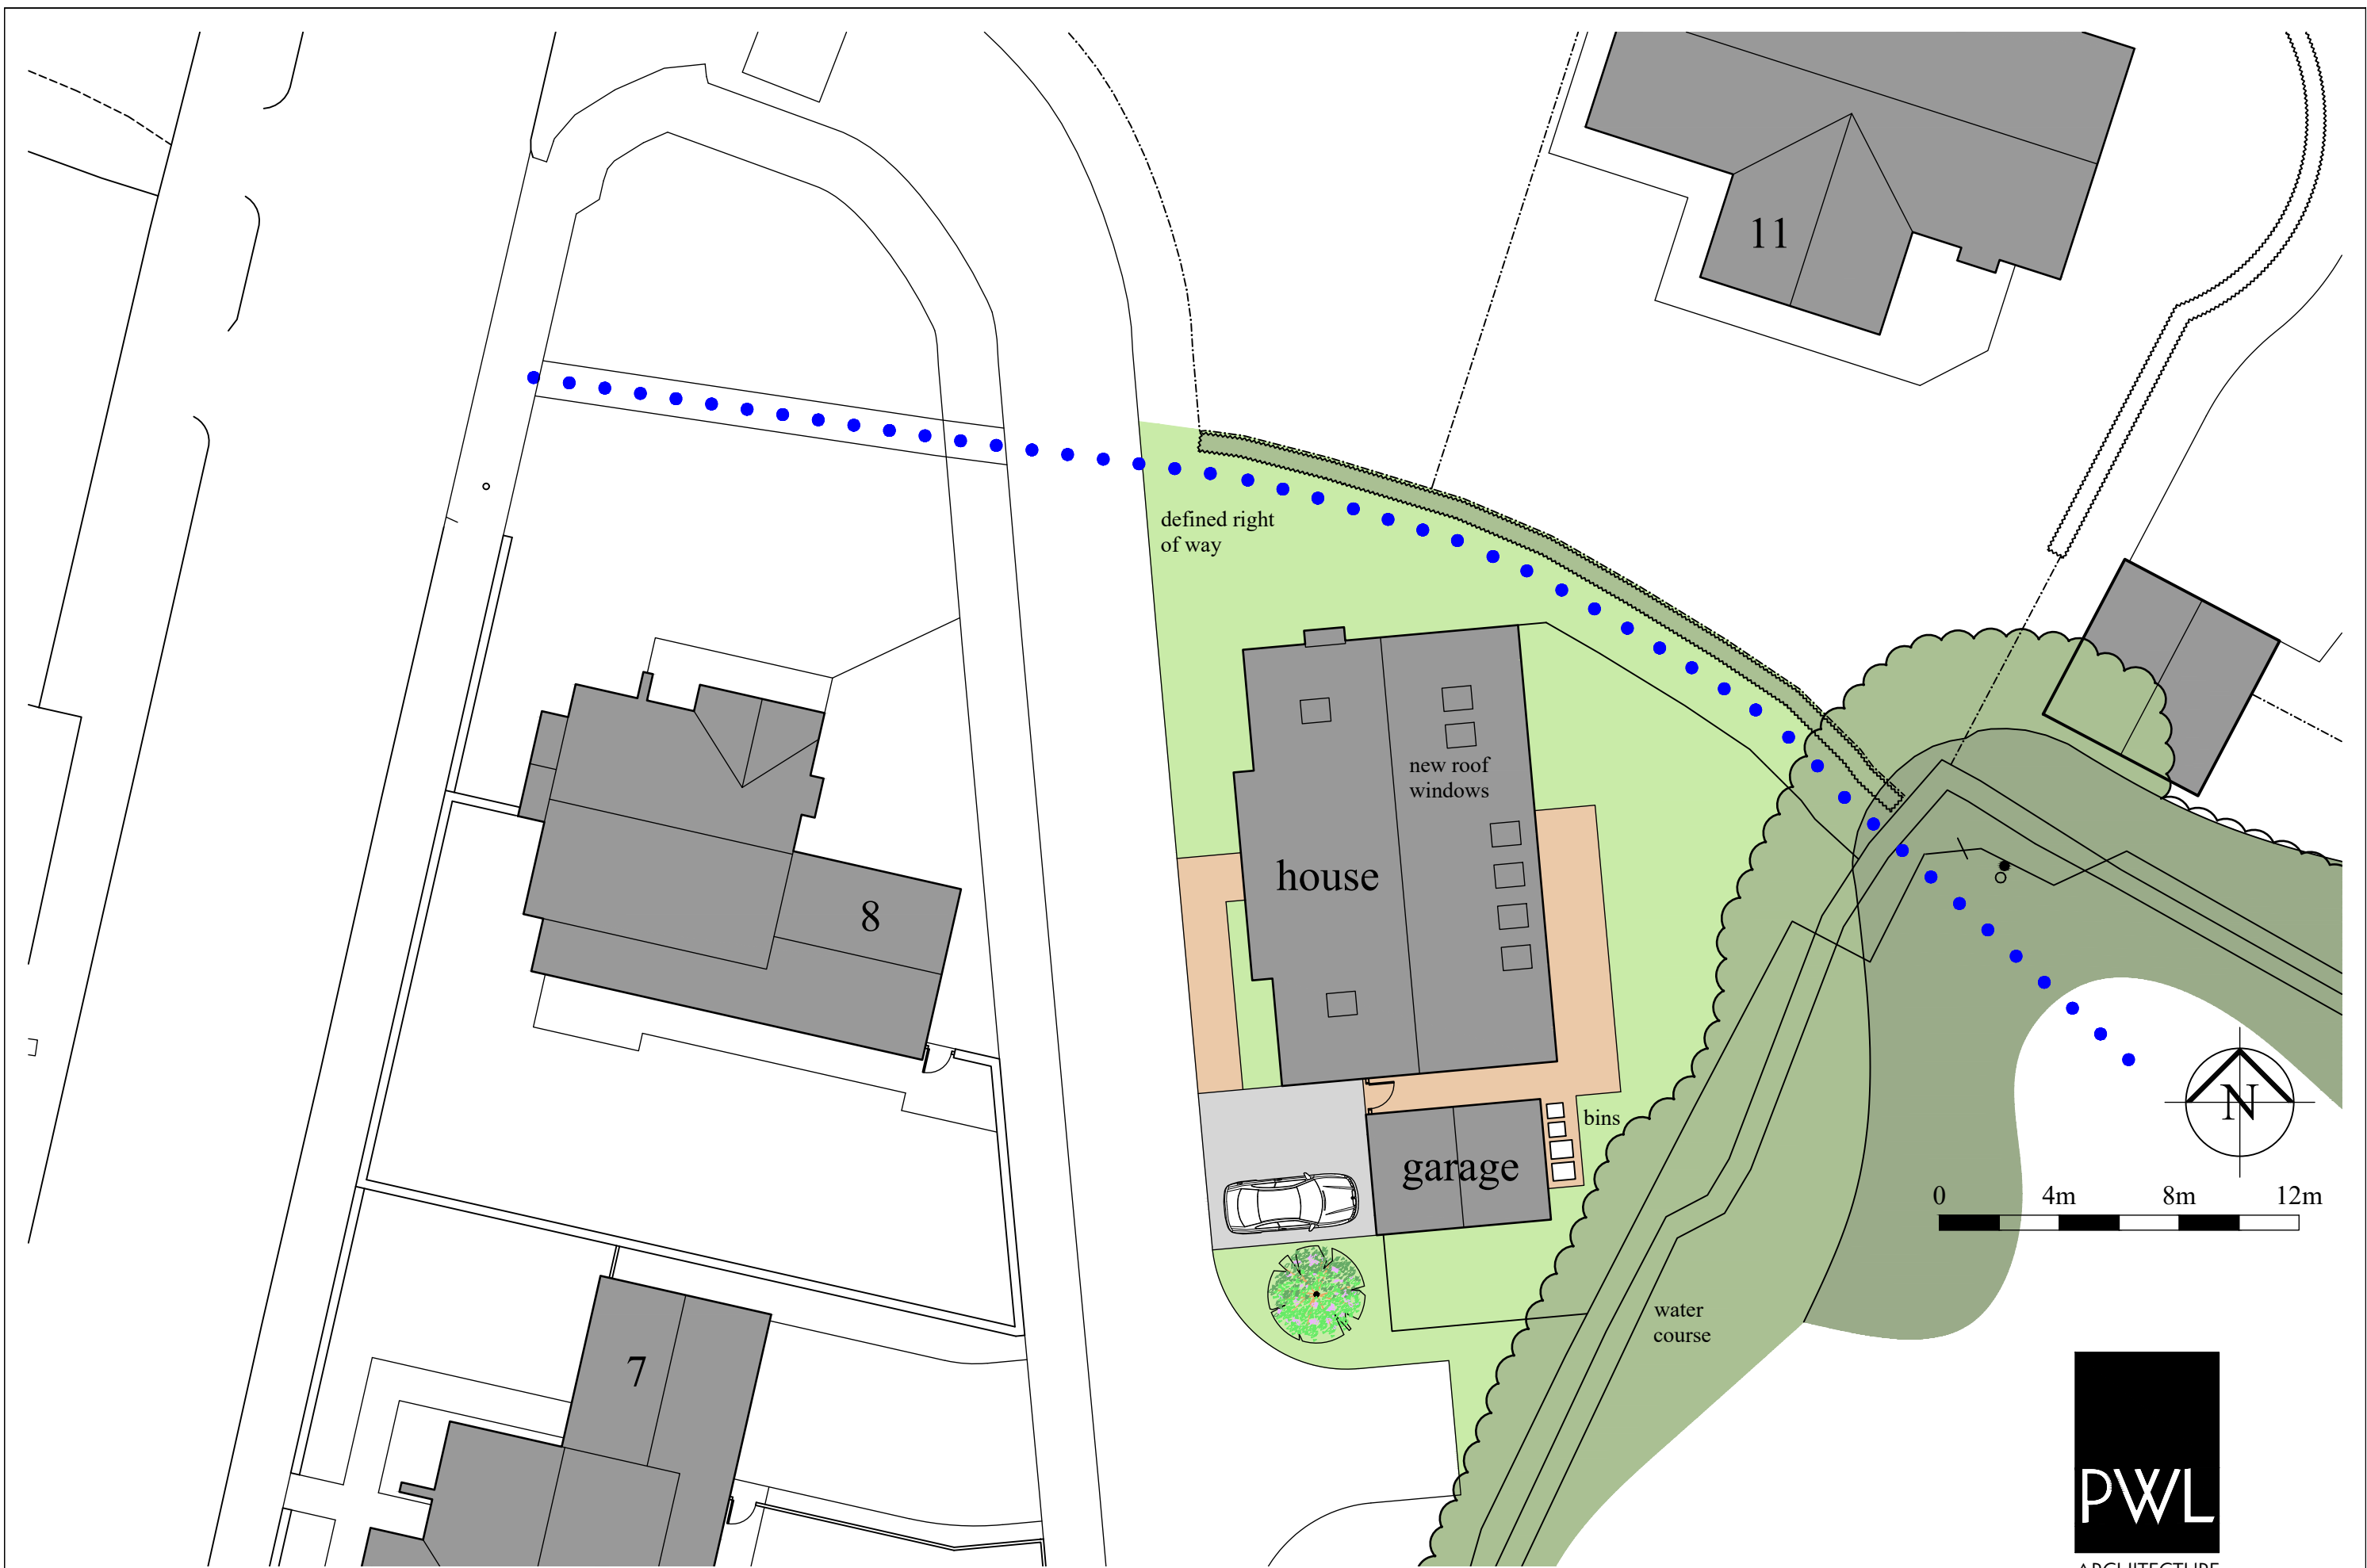 11
defined right
of way
new roof
windows
house
8
bins
garage
N
0 4m 8m 12m
water
course
7
PWL
ARCHITECTURE